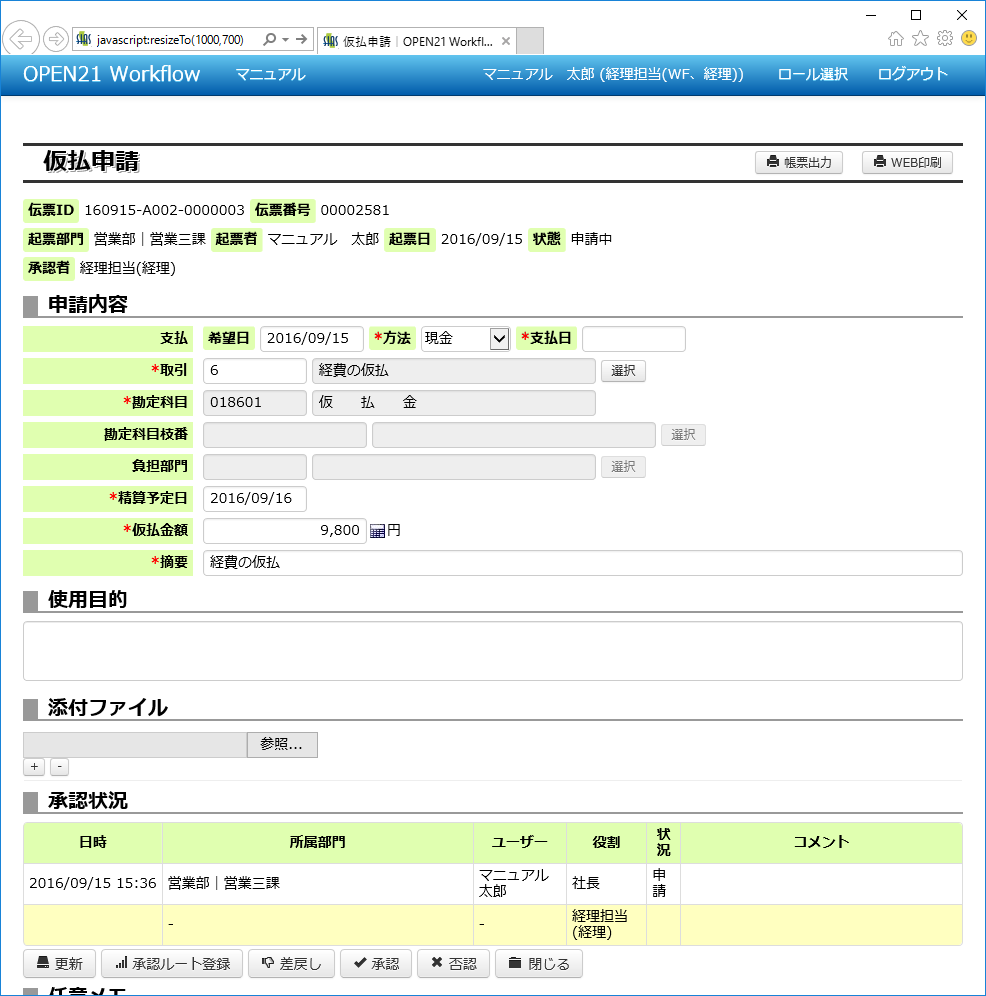 javascript:resizeTo(1000,700)
仮払申請 | OPEN21 Workfl...
OPEN21 Workflow マニュアル マニュアル 太郎 (経理担当(WF、経理)) ロール選択 ログアウト
仮払申請 帳票出力 WEB印刷
伝票ID 160915-A002-0000003 伝票番号 00002581
起票部門 営業部｜営業三課 起票者 マニュアル 太郎 起票日 2016/09/15 状態 申請中
承認者 経理担当(経理)
申請内容
支払 希望日 2016/09/15 *方法 現金 *支払日
*取引 6 経費の仮払 選択
*勘定科目 018601 仮　払　金
勘定科目枝番 選択
負担部門 選択
*精算予定日 2016/09/16
*仮払金額 9,800 円
*摘要 経費の仮払
使用目的
添付ファイル
参照...
+ -
承認状況
日時 所属部門 ユーザー 役割 状況 コメント
2016/09/15 15:36 営業部｜営業三課 マニュアル 太郎 社長 申請
- - 経理担当(経理)
更新 承認ルート登録 差戻し 承認 否認 閉じる
任意メモ